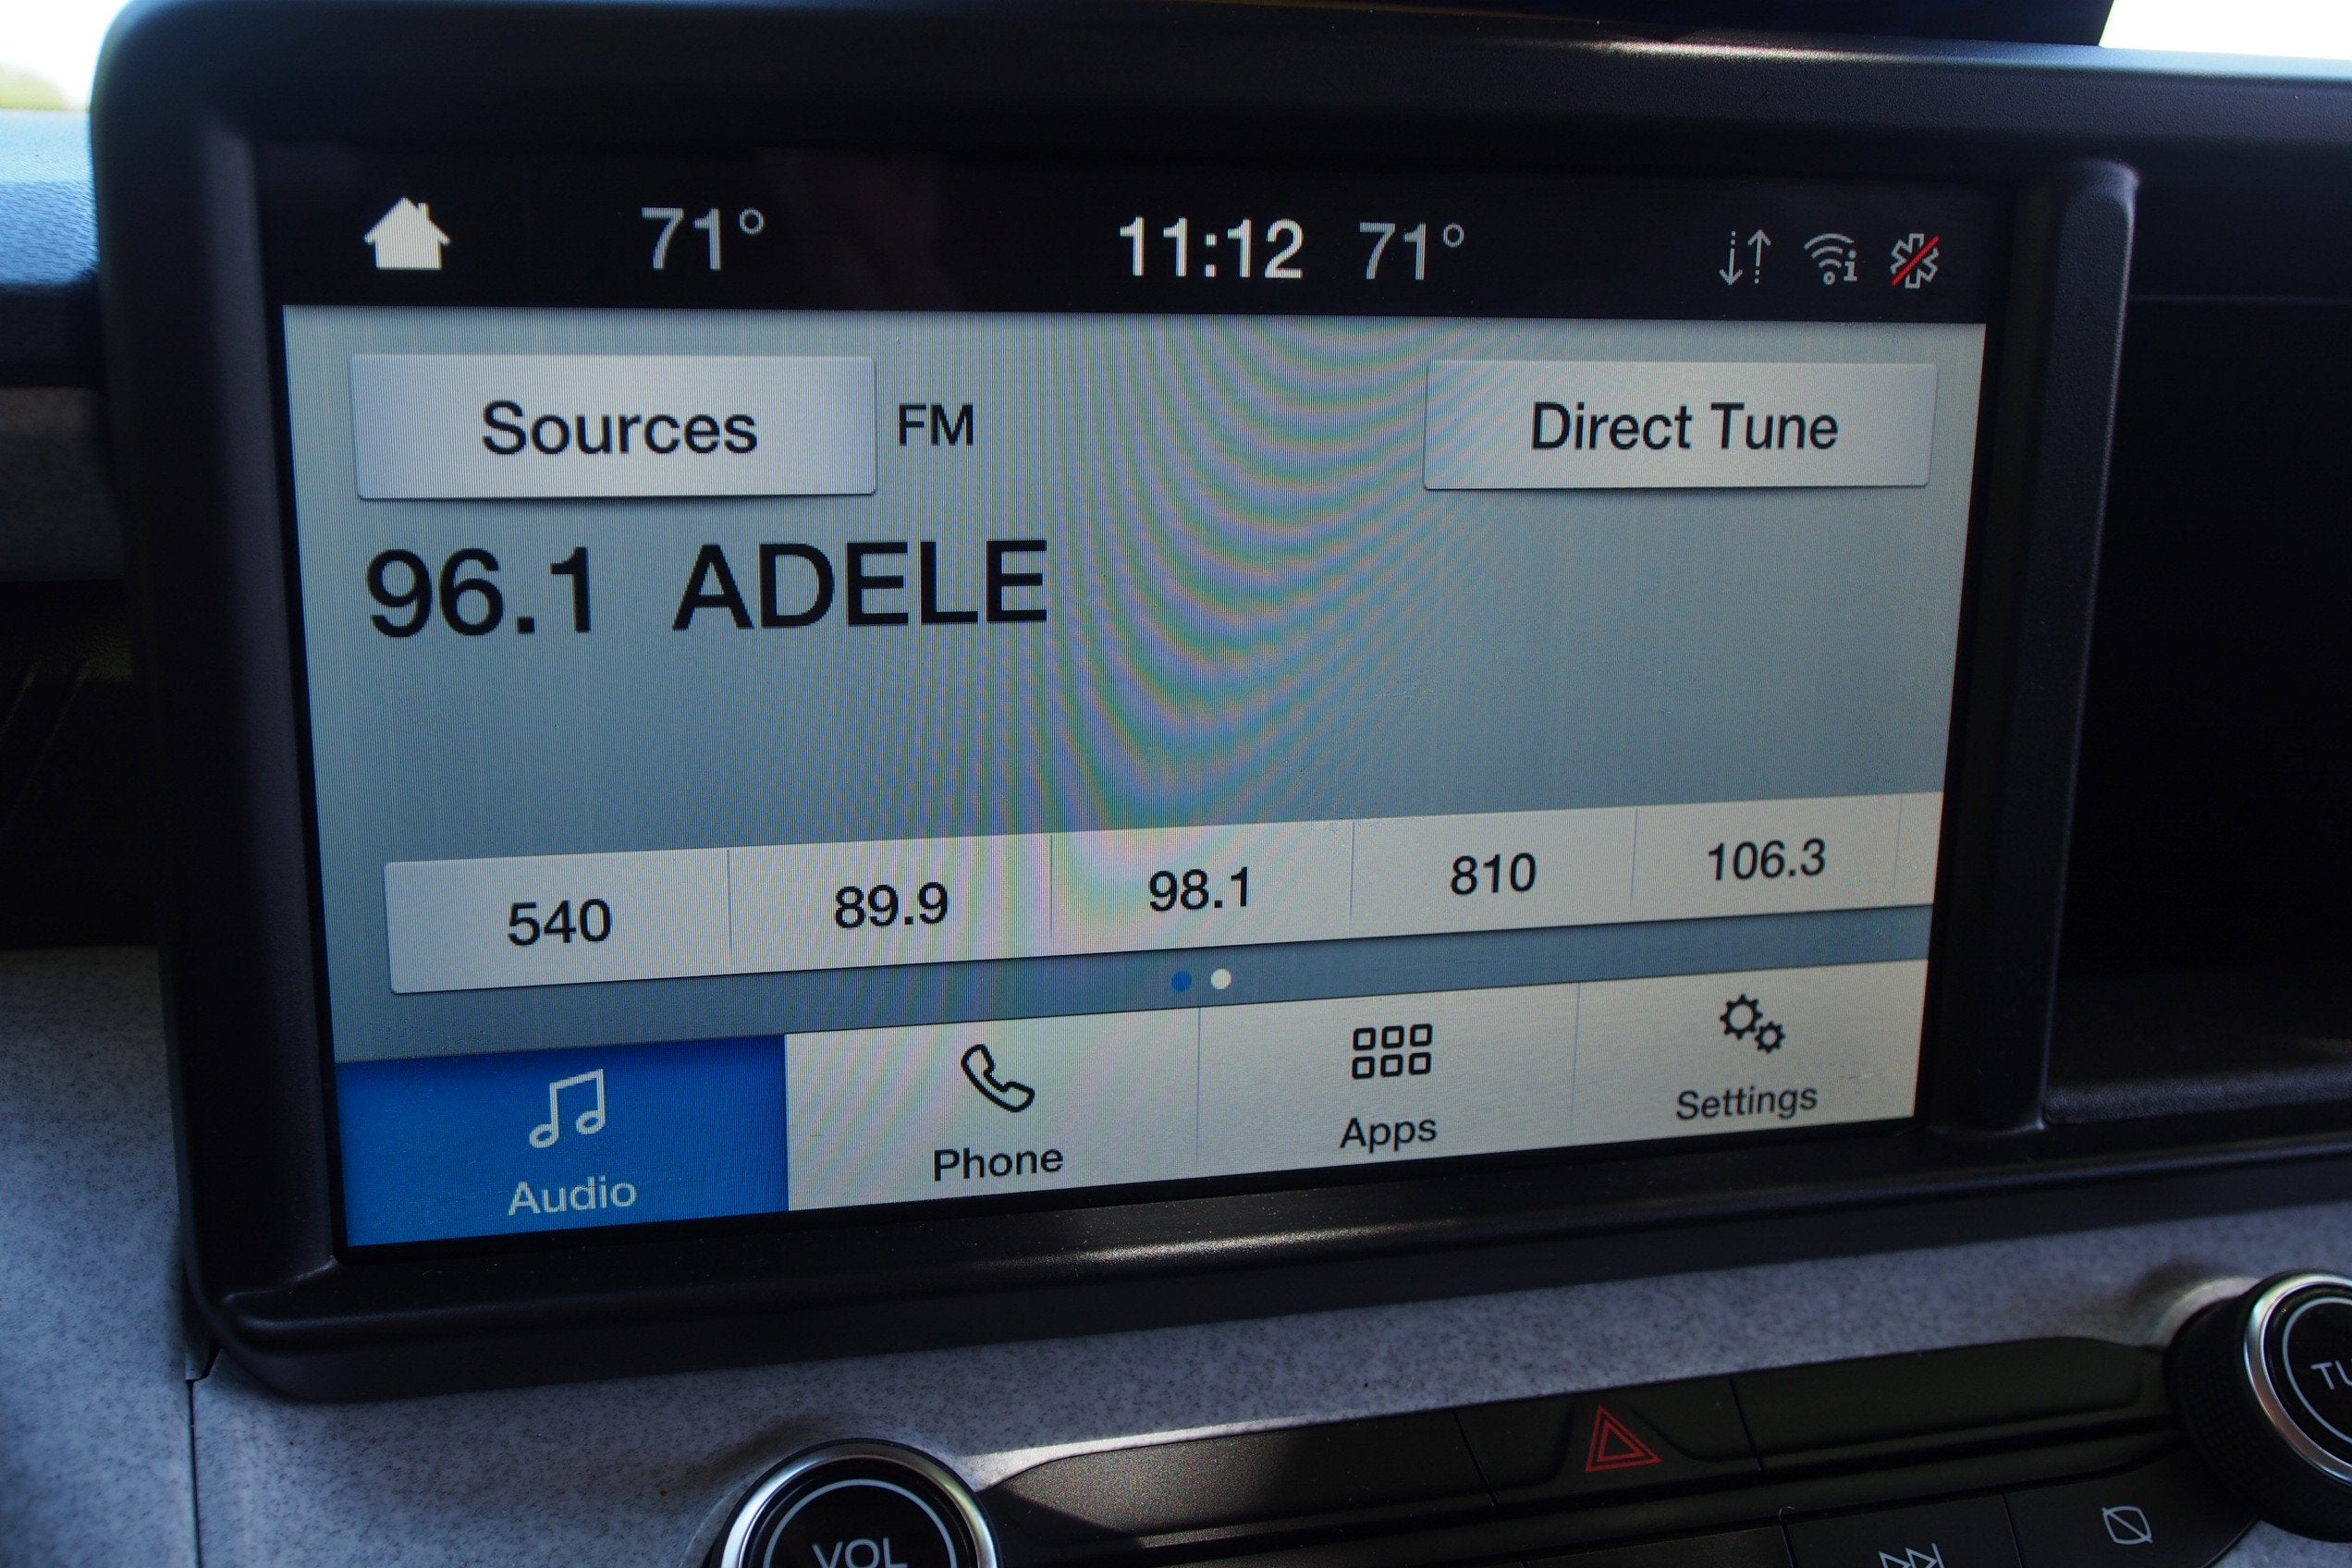 71° 11:12 71°
Sources FM Direct Tune
96.1 ADELE
540 89.9 98.1 810 106.3
Audio Phone Apps Settings
VOL